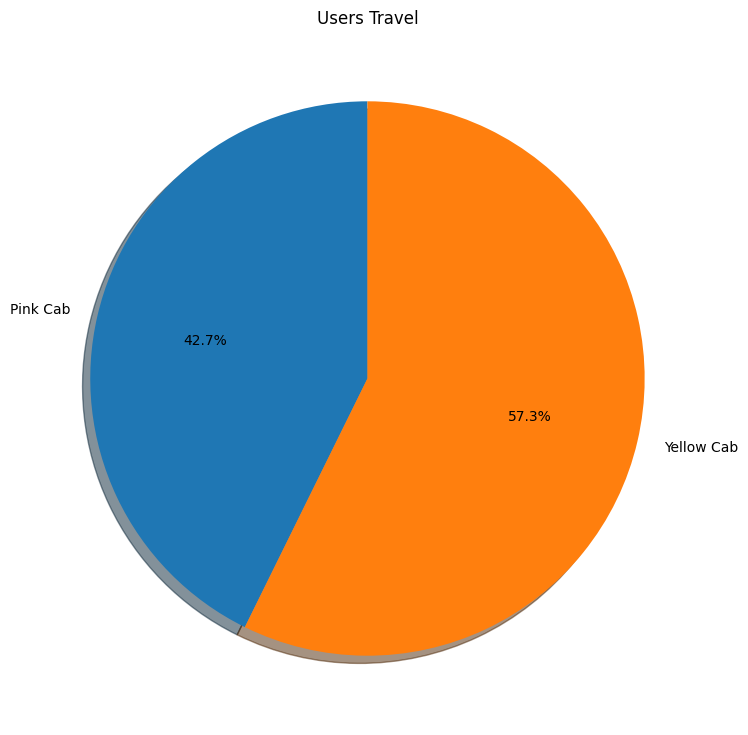 Users Travel
Pink Cab
42.7%
57.3%
Yellow Cab